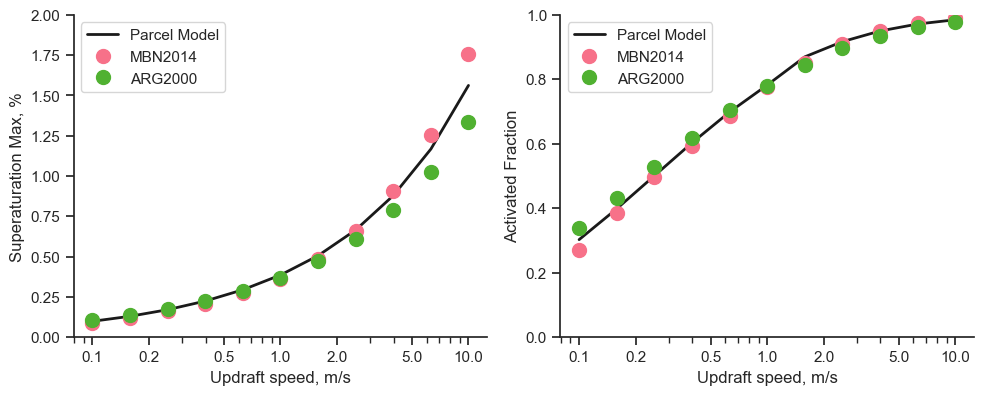 2.00
1.75
1.50
1.25
1.00
0.75
0.50
0.25
0.00
Superaturation Max, %
Parcel Model
MBN2014
ARG2000
0.1
0.2
0.5
1.0
2.0
5.0
10.0
Updraft speed, m/s
1.0
0.8
0.6
0.4
0.2
0.0
Activated Fraction
Parcel Model
MBN2014
ARG2000
0.1
0.2
0.5
1.0
2.0
5.0
10.0
Updraft speed, m/s